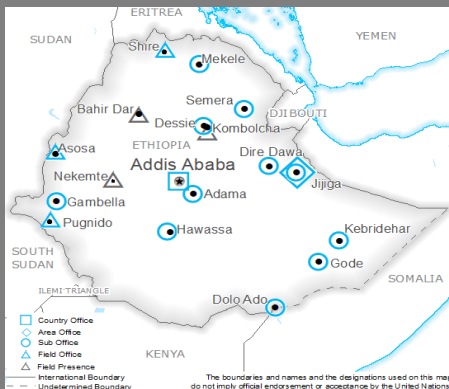 ERITREA
SUDAN
YEMEN
Shire
Mekele
Semera
Bahir Dar
DJIBOUTI
Dessie
Kombolcha
ETHIOPIA
Asosa
Dire Dawa
Addis Ababa
Nekemte
Jijiga
Adama
Gambella
Pugnido
Hawassa
Kebridehar
SOUTH
SUDAN
Gode
SOMALIA
ILEMI TRIANGLE
Dolo Ado
Country Office
Area Office
Sub Office
Field Office
KENYA
Field Presence
International Boundary
Undetermined Boundary
The boundaries and names and the designations used on this map
do not imply official endorsement or acceptance by the United Nations